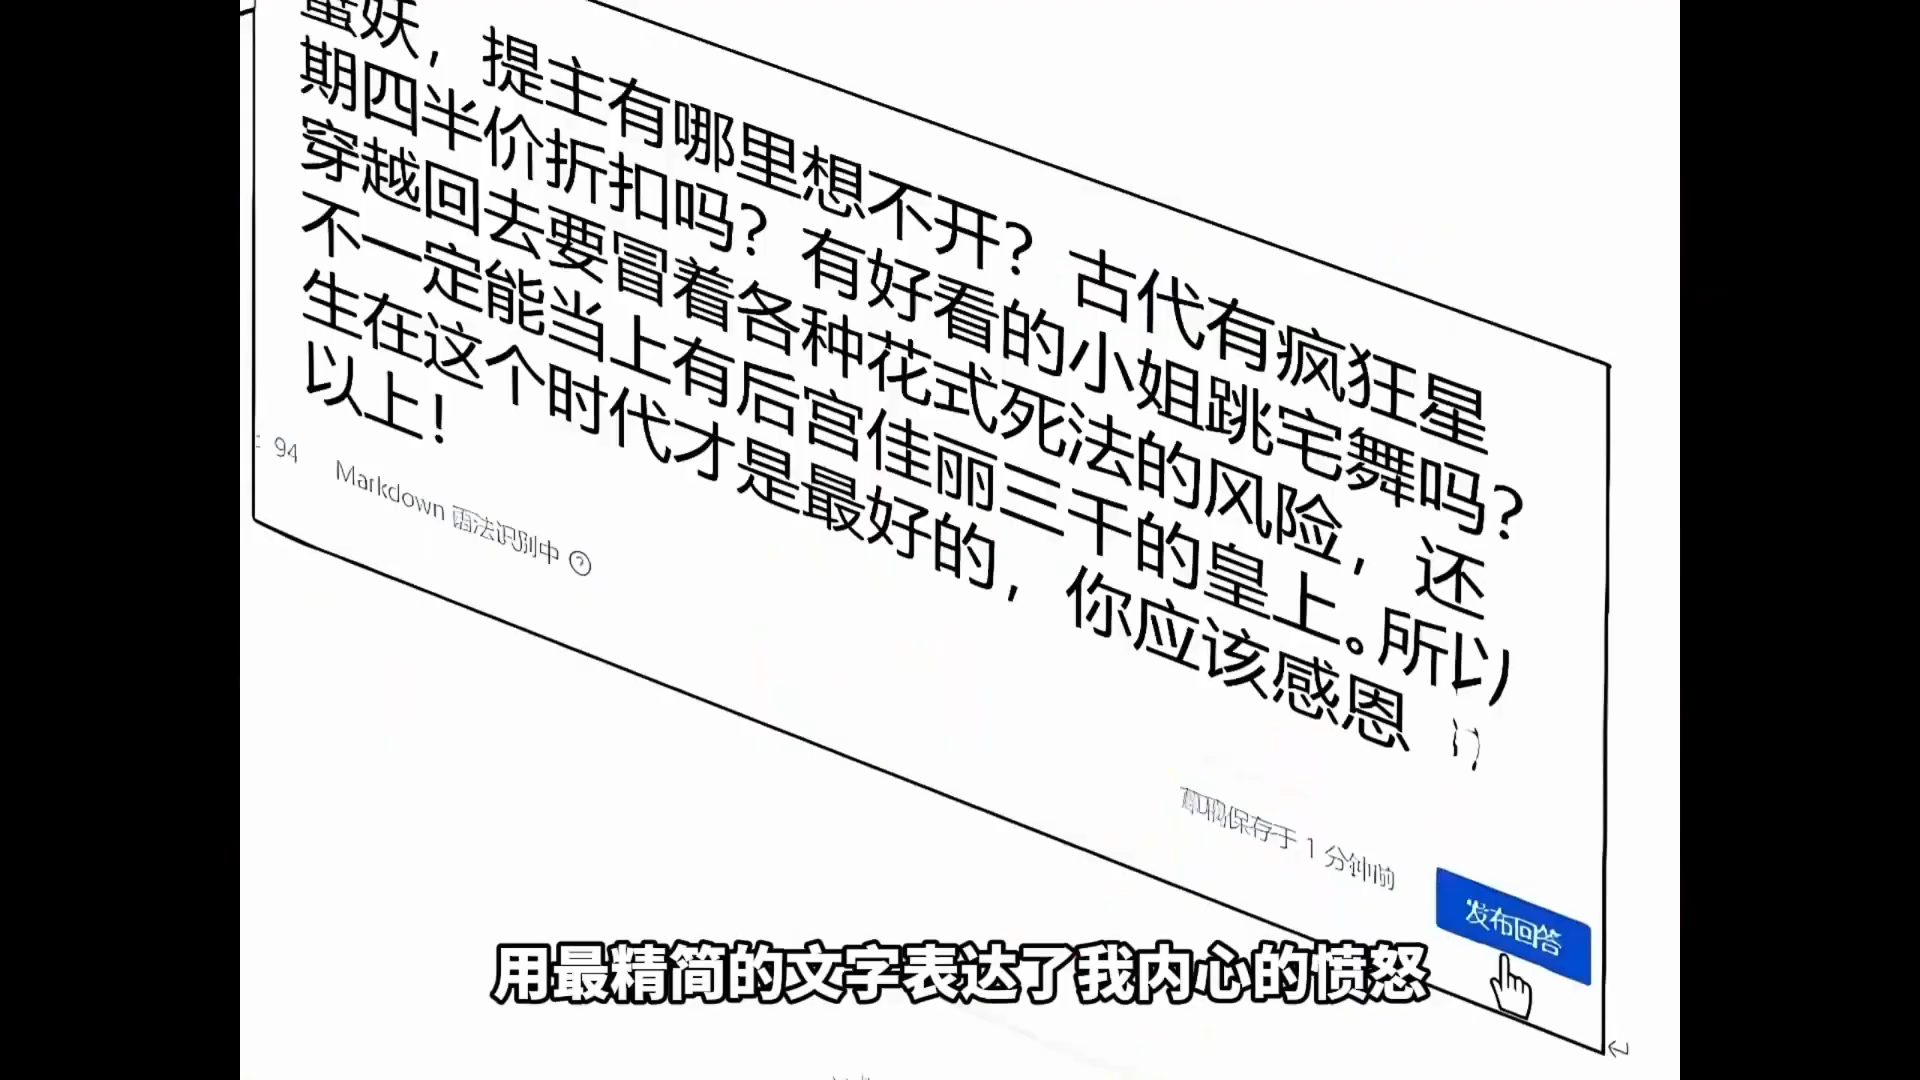 蛮妖，提主有哪里想不开？古代有疯狂星
期四半价折扣吗？有好看的小姐跳宅舞吗？
穿越回去要冒着各种花式死法的风险，还
不一定能当上有后宫佳丽三千的皇上。所以
生在这个时代才是最好的，你应该感恩
以上！
94
Markdown 语法识别中 ?
草稿保存于 1 分钟前
发布回答
用最精简的文字表达了我内心的愤怒